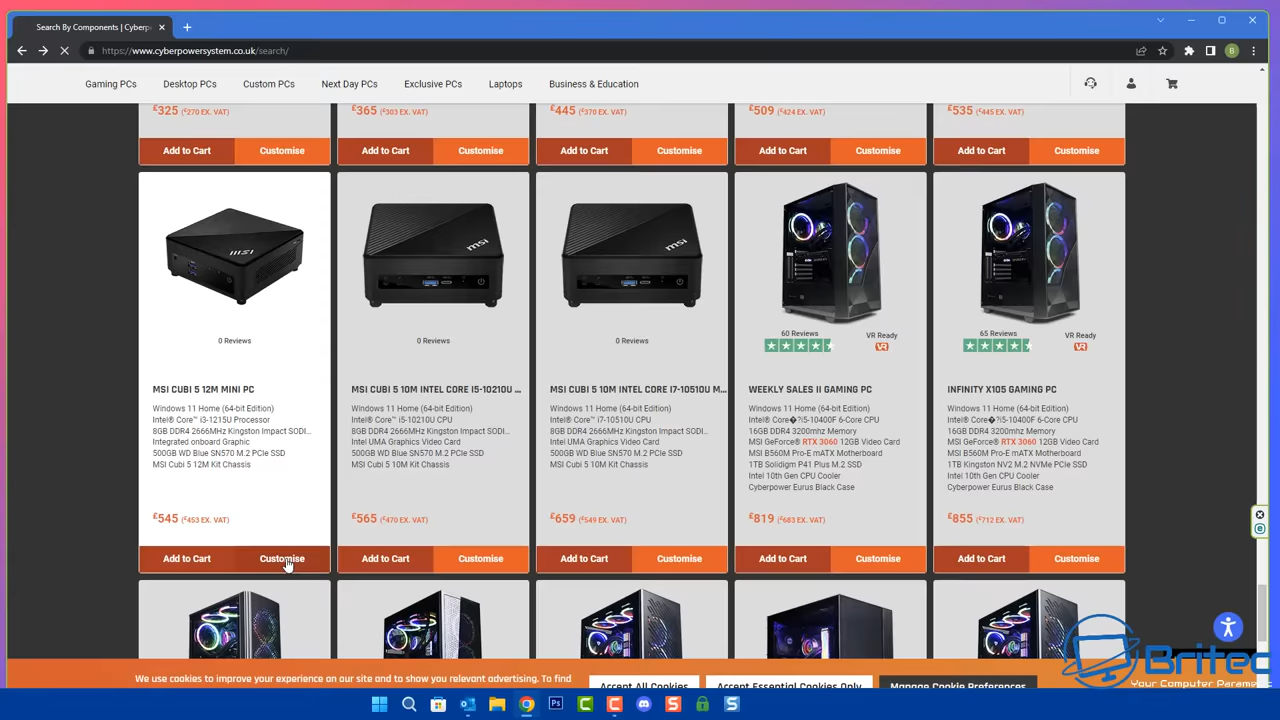 Search By Components | Cyberp
https://www.cyberpowersystem.co.uk/search/
B
Gaming PCs Desktop PCs Custom PCs Next Day PCs Exclusive PCs Laptops Business & Education
£325 (£270 EX. VAT) £365 (£303 EX. VAT) £445 (£370 EX. VAT) £509 (£424 EX. VAT) £535 (£445 EX. VAT)
Add to Cart Customise Add to Cart Customise Add to Cart Customise Add to Cart Customise Add to Cart Customise
msi
0 Reviews
MSI CUBI 5 12M MINI PC
Windows 11 Home (64-bit Edition)
Intel® Core™ i3-1215U Processor
8GB DDR4 2666MHz Kingston Impact SODI...
Integrated onboard Graphic
500GB WD Blue SN570 M.2 PCIe SSD
MSI Cubi 5 12M Kit Chassis
£545 (£453 EX. VAT)
Add to Cart Customise
msi
0 Reviews
MSI CUBI 5 10M INTEL CORE I5-10210U ...
Windows 11 Home (64-bit Edition)
Intel® Core™ i5-10210U CPU
8GB DDR4 2666MHz Kingston Impact SODI...
Intel UMA Graphics Video Card
500GB WD Blue SN570 M.2 PCIe SSD
MSI Cubi 5 10M Kit Chassis
£565 (£470 EX. VAT)
Add to Cart Customise
msi
0 Reviews
MSI CUBI 5 10M INTEL CORE I7-10510U M...
Windows 11 Home (64-bit Edition)
Intel® Core™ i7-10510U CPU
8GB DDR4 2666MHz Kingston Impact SODI...
Intel UMA Graphics Video Card
500GB WD Blue SN570 M.2 PCIe SSD
MSI Cubi 5 10M Kit Chassis
£659 (£549 EX. VAT)
Add to Cart Customise
60 Reviews VR Ready
VR
WEEKLY SALES II GAMING PC
Windows 11 Home (64-bit Edition)
Intel® Core�?i5-10400F 6-Core CPU
16GB DDR4 3200mhz Memory
MSI GeForce® RTX 3060 12GB Video Card
MSI B560M Pro-E mATX Motherboard
1TB Solidigm P41 Plus M.2 SSD
Intel 10th Gen CPU Cooler
Cyberpower Eurus Black Case
£819 (£683 EX. VAT)
Add to Cart Customise
65 Reviews VR Ready
VR
INFINITY X105 GAMING PC
Windows 11 Home (64-bit Edition)
Intel® Core�?i5-10400F 6-Core CPU
16GB DDR4 3200mhz Memory
MSI GeForce® RTX 3060 12GB Video Card
MSI B560M Pro-E mATX Motherboard
1TB Kingston NV2 M.2 NVMe PCIe SSD
Intel 10th Gen CPU Cooler
Cyberpower Eurus Black Case
£855 (£712 EX. VAT)
Add to Cart Customise
We use cookies to improve your experience on our site and to show you relevant advertising. To find
Accept All Cookies Accept Essential Cookies Only Manage Cookie Preferences
Britec
Your Computer Parame